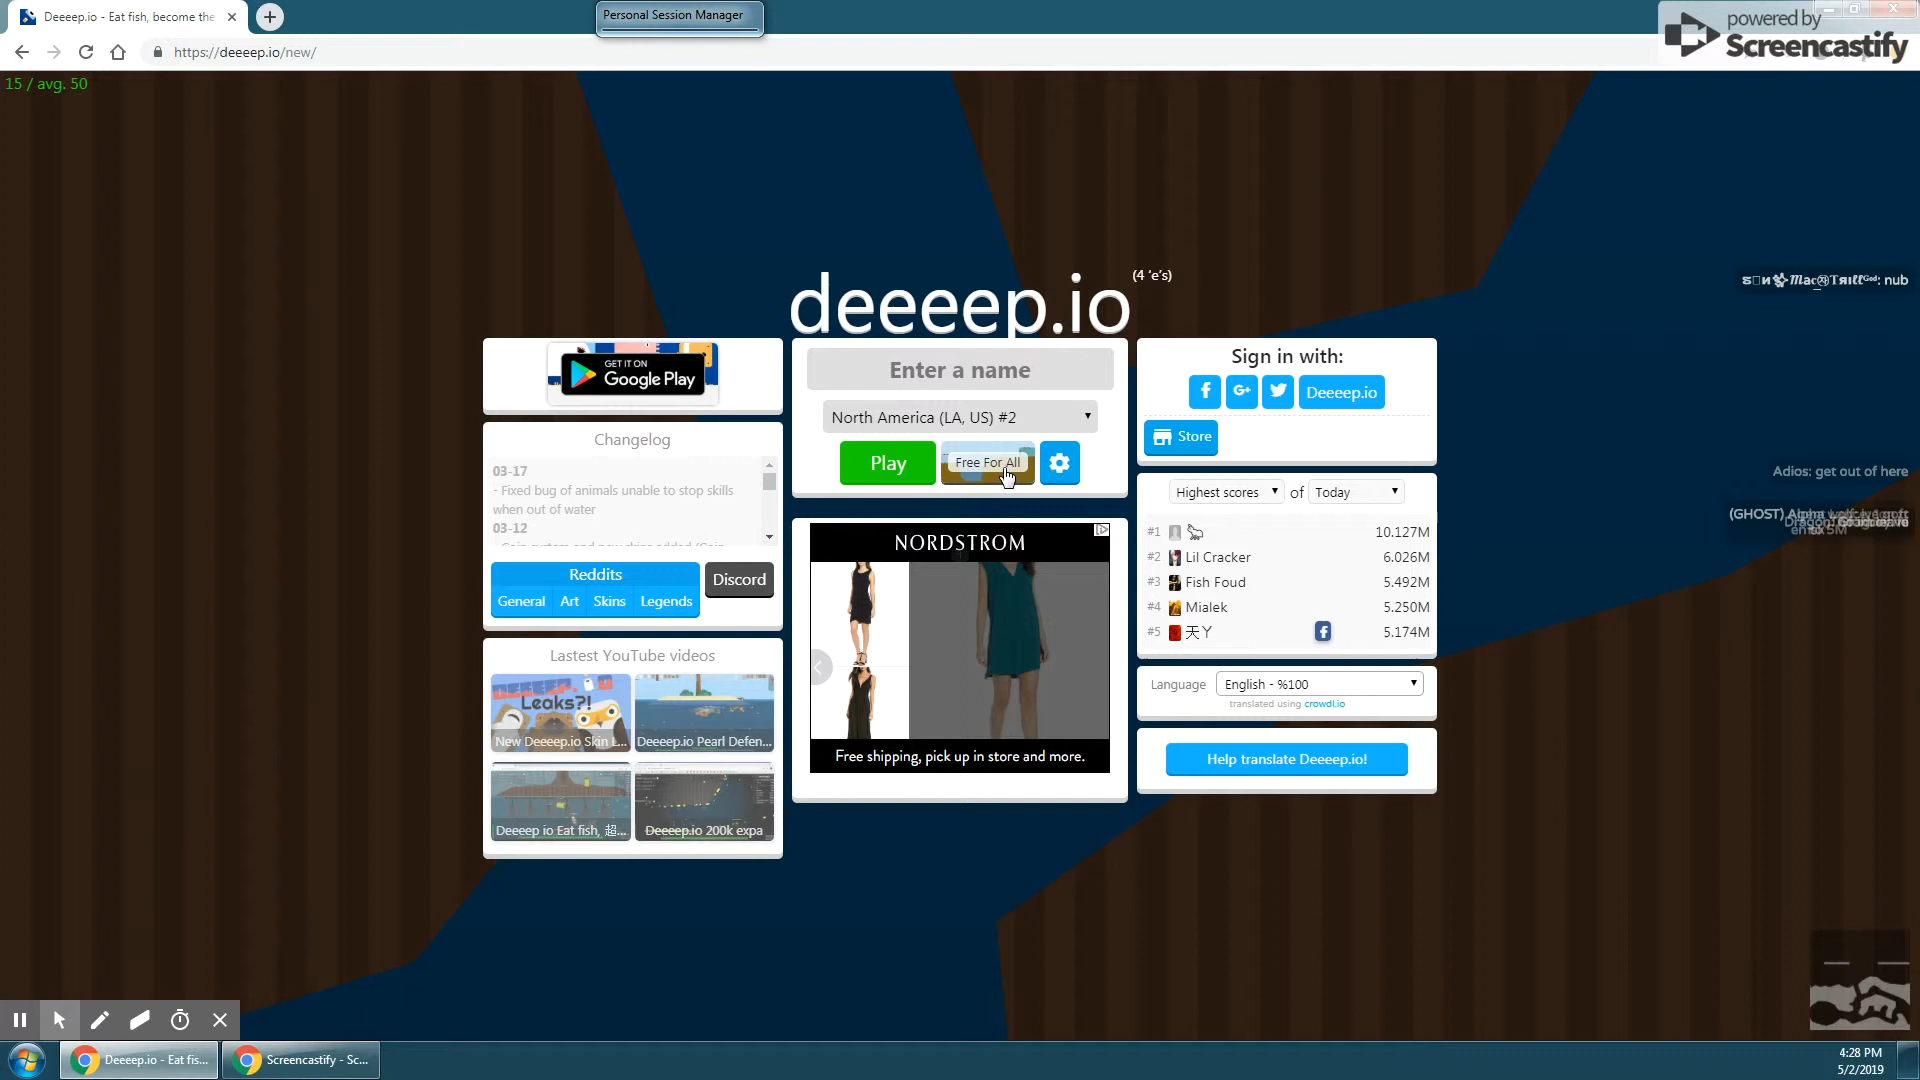 Deeeep.io - Eat fish, become the
Personal Session Manager
powered by
Screencastify
https://deeeep.io/new/
15 / avg. 50
(4 'e's)
deeeep.io
: nub
Adios: get out of here
(GHOST)
GET IT ON
Google Play
Changelog
03-17
- Fixed bug of animals unable to stop skills
when out of water
03-12
Reddits
General Art Skins Legends
Discord
Lastest YouTube videos
DEEEEP.IO
Leaks?!
New Deeeep.io Skin L...
Deeeep.io Pearl Defen...
Deeeep io Eat fish, 超...
Deeeep.io 200k expa
Enter a name
North America (LA, US) #2
Play
Free For All
NORDSTROM
Free shipping, pick up in store and more.
Sign in with:
Deeeep.io
Store
Highest scores of Today
#1 10.127M
#2 Lil Cracker 6.026M
#3 Fish Foud 5.492M
#4 Mialek 5.250M
#5 天丫 5.174M
Language English - %100
translated using crowdl.io
Help translate Deeeep.io!
Deeeep.io - Eat fis...
Screencastify - Sc...
4:28 PM
5/2/2019